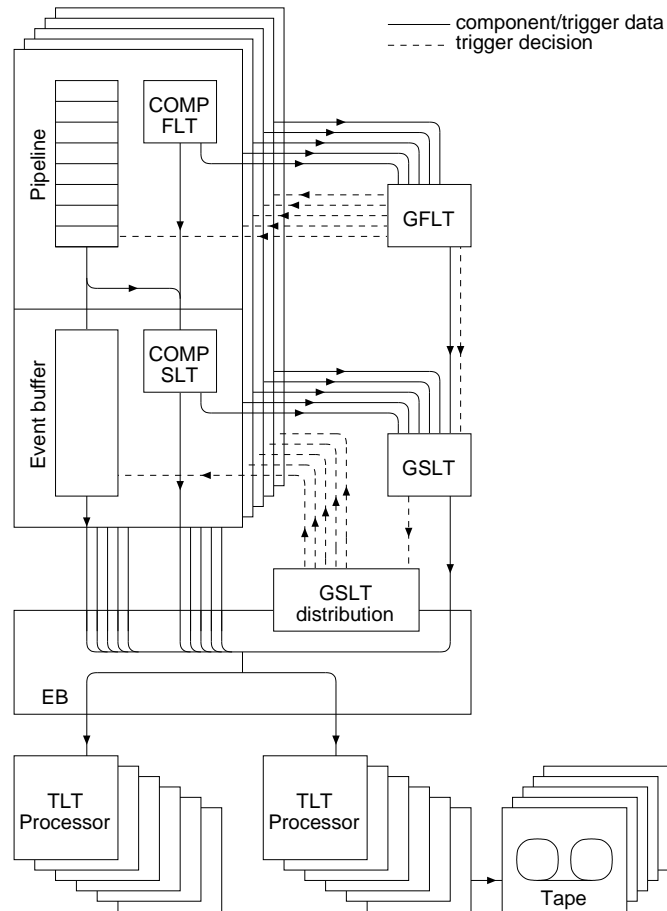 component/trigger data
trigger decision
Pipeline
COMP
FLT
GFLT
Event buffer
COMP
SLT
GSLT
GSLT
distribution
EB
TLT
Processor
TLT
Processor
Tape